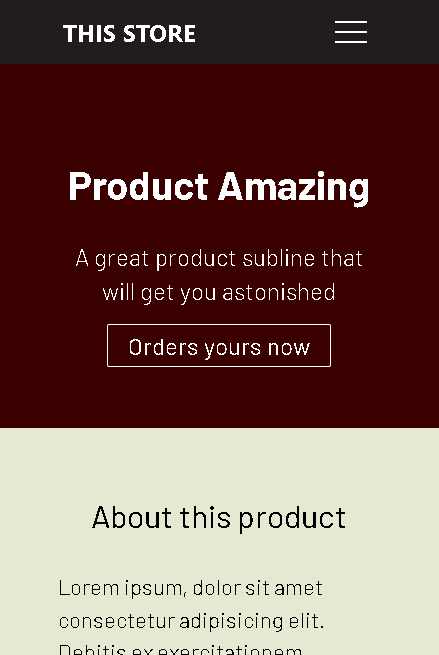 THIS STORE
Product Amazing
A great product subline that
will get you astonished
Orders yours now
About this product
Lorem ipsum, dolor sit amet
consectetur adipisicing elit.
Debitis ex exercitationem